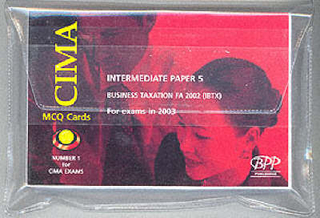 CIMA
MCQ Cards
NUMBER 1
for
CIMA EXAMS
INTERMEDIATE PAPER 5
BUSINESS TAXATION FA 2002 (IBTX)
For exams in 2003
BPP